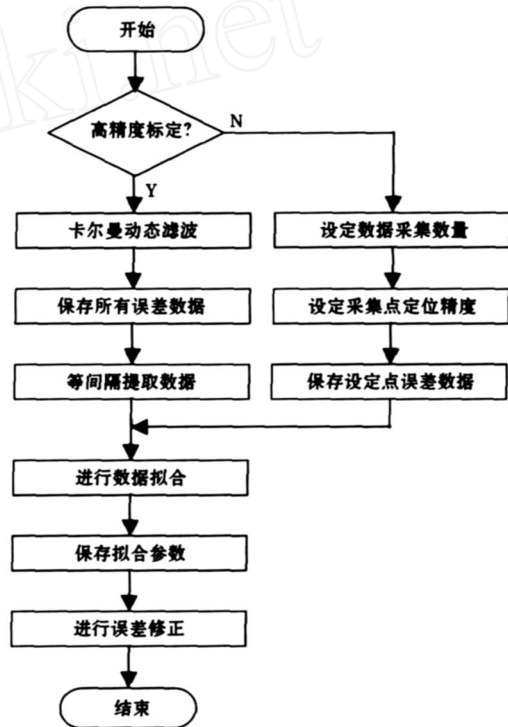 ki.net
开始
高精度标定?
N
Y
卡尔曼动态滤波
设定数据采集数量
保存所有误差数据
设定采集点定位精度
等间隔提取数据
保存设定点误差数据
进行数据拟合
保存拟合参数
进行误差修正
结束